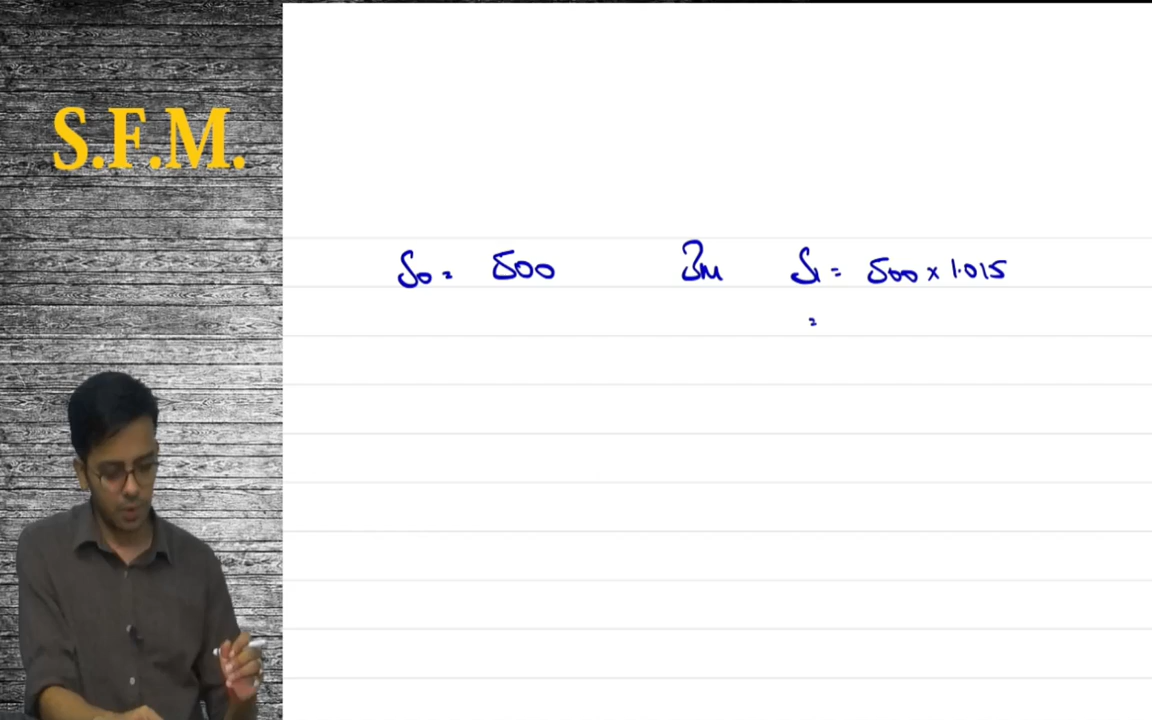 S.F.M.
S0 = 500 3M S1 = 500 × 1.015
=